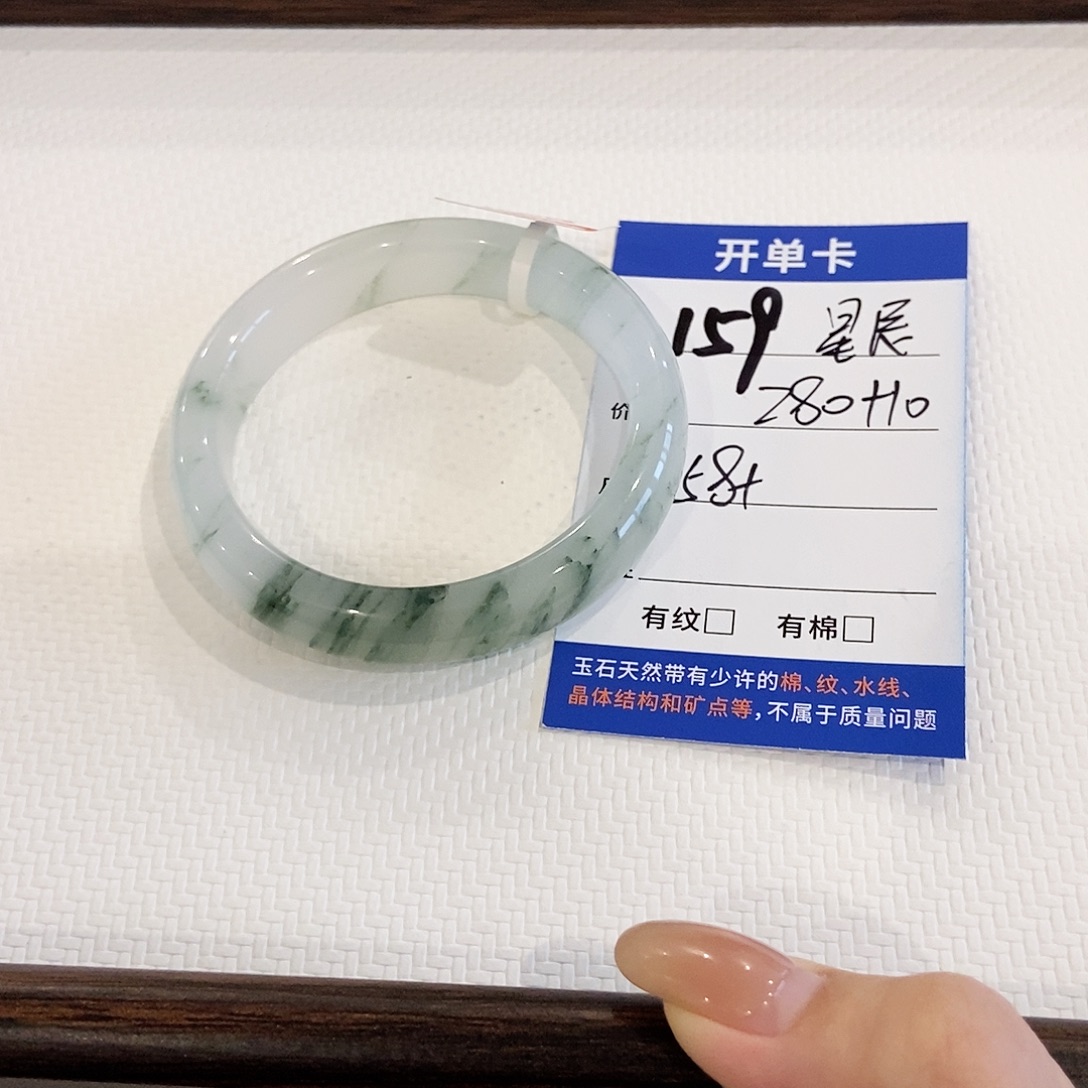 开单卡
159 星辰
价 280+10
58+
有纹□ 有棉□
玉石天然带有少许的棉、纹、水线、
晶体结构和矿点等，不属于质量问题